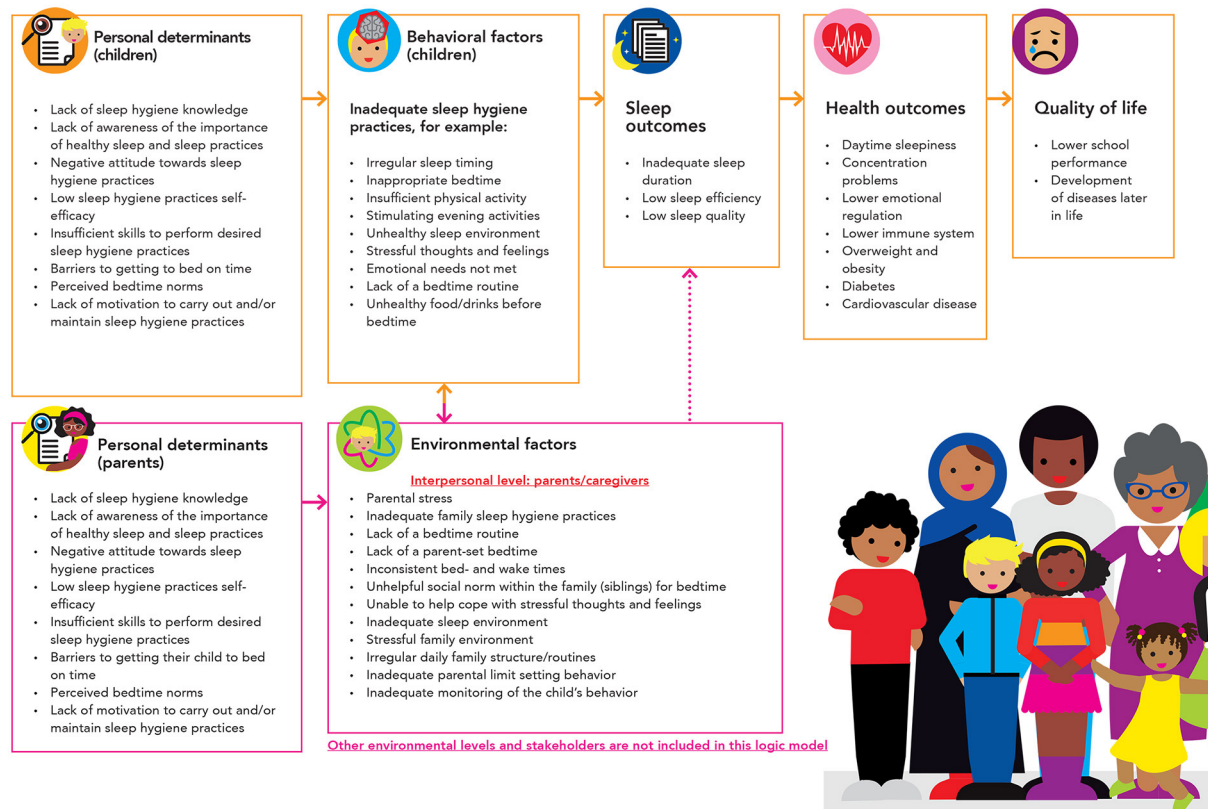 Personal determinants
(children)
• Lack of sleep hygiene knowledge
• Lack of awareness of the importance
of healthy sleep and sleep practices
• Negative attitude towards sleep
hygiene practices
• Low sleep hygiene practices self-
efficacy
• Insufficient skills to perform desired
sleep hygiene practices
• Barriers to getting to bed on time
• Perceived bedtime norms
• Lack of motivation to carry out and/or
maintain sleep hygiene practices
Behavioral factors
(children)
Inadequate sleep hygiene
practices, for example:
• Irregular sleep timing
• Inappropriate bedtime
• Insufficient physical activity
• Stimulating evening activities
• Unhealthy sleep environment
• Stressful thoughts and feelings
• Emotional needs not met
• Lack of a bedtime routine
• Unhealthy food/drinks before
bedtime
Sleep
outcomes
• Inadequate sleep
duration
• Low sleep efficiency
• Low sleep quality
Health outcomes
• Daytime sleepiness
• Concentration
problems
• Lower emotional
regulation
• Lower immune system
• Overweight and
obesity
• Diabetes
• Cardiovascular disease
Quality of life
• Lower school
performance
• Development
of diseases later
in life
Personal determinants
(parents)
• Lack of sleep hygiene knowledge
• Lack of awareness of the importance
of healthy sleep and sleep practices
• Negative attitude towards sleep
hygiene practices
• Low sleep hygiene practices self-
efficacy
• Insufficient skills to perform desired
sleep hygiene practices
• Barriers to getting their child to bed
on time
• Perceived bedtime norms
• Lack of motivation to carry out and/or
maintain sleep hygiene practices
Environmental factors
Interpersonal level: parents/caregivers
• Parental stress
• Inadequate family sleep hygiene practices
• Lack of a bedtime routine
• Lack of a parent-set bedtime
• Inconsistent bed- and wake times
• Unhelpful social norm within the family (siblings) for bedtime
• Unable to help cope with stressful thoughts and feelings
• Inadequate sleep environment
• Stressful family environment
• Irregular daily family structure/routines
• Inadequate parental limit setting behavior
• Inadequate monitoring of the child's behavior
Other environmental levels and stakeholders are not included in this logic model